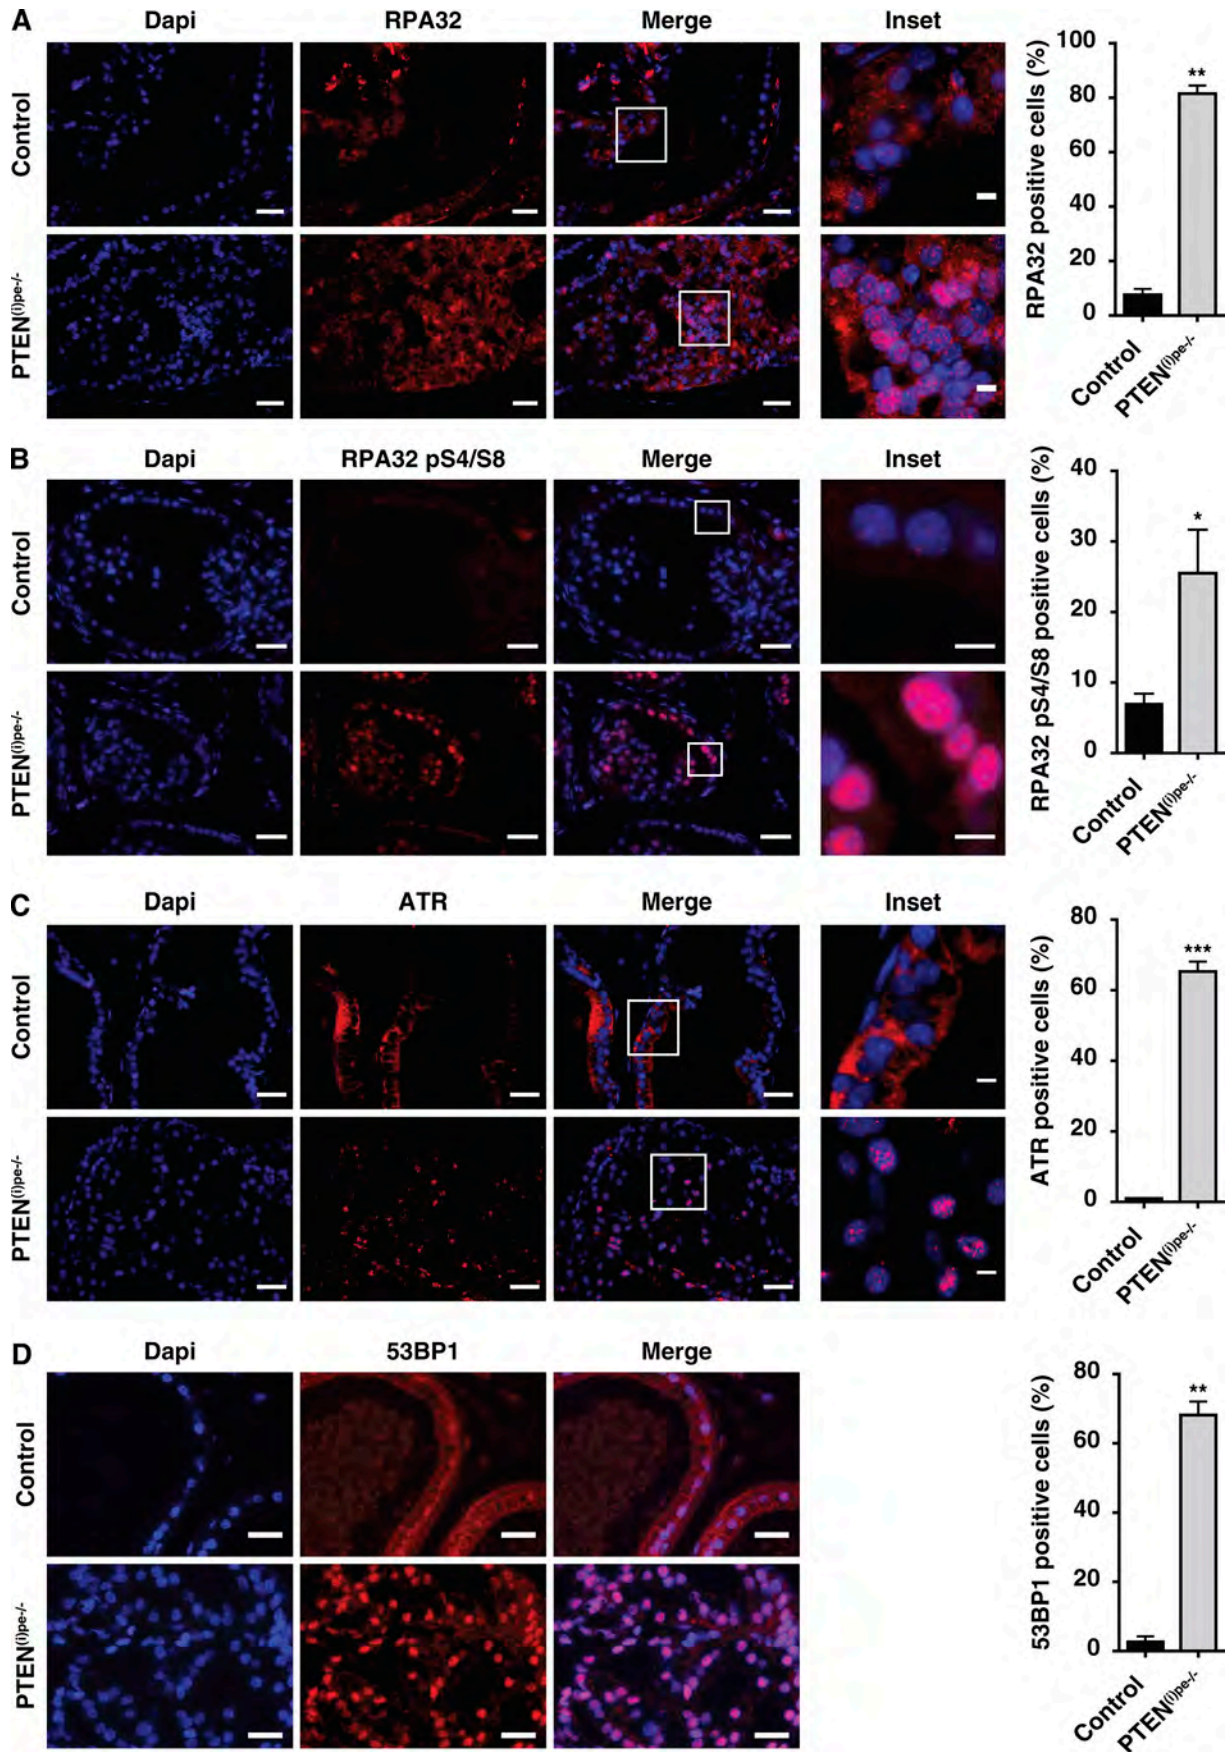 A
Dapi RPA32 Merge Inset
Control
PTEN(i)pe-/-
RPA32 positive cells (%)
100
80
60
40
20
0
**
Control
PTEN(i)pe-/-
B
Dapi RPA32 pS4/S8 Merge Inset
Control
PTEN(i)pe-/-
RPA32 pS4/S8 positive cells (%)
40
30
20
10
0
*
Control
PTEN(i)pe-/-
C
Dapi ATR Merge Inset
Control
PTEN(i)pe-/-
ATR positive cells (%)
80
60
40
20
0
***
Control
PTEN(i)pe-/-
D
Dapi 53BP1 Merge
Control
PTEN(i)pe-/-
53BP1 positive cells (%)
80
60
40
20
0
**
Control
PTEN(i)pe-/-